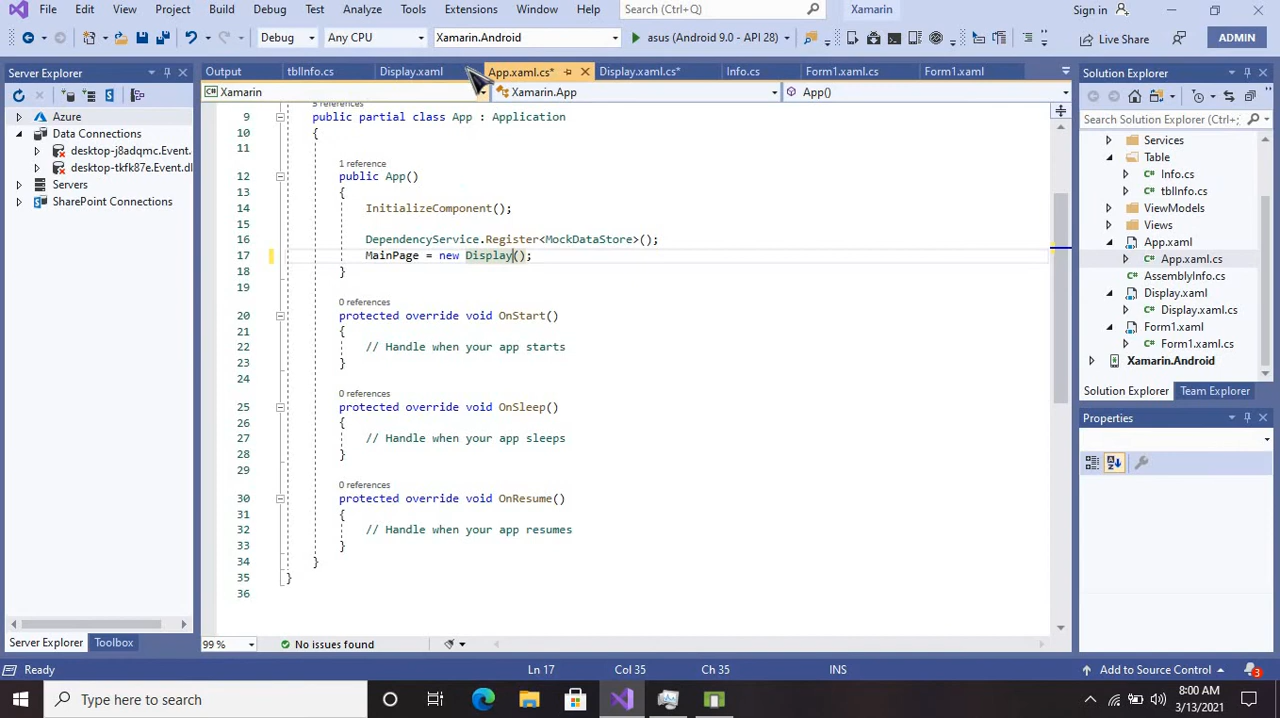 File Edit View Project Build Debug Test Analyze Tools Extensions Window Help Search (Ctrl+Q) Xamarin Sign in
Debug Any CPU Xamarin.Android asus (Android 9.0 - API 28) Live Share ADMIN
Server Explorer
Output tblInfo.cs Display.xaml App.xaml.cs* Display.xaml.cs* Info.cs Form1.xaml.cs Form1.xaml
Solution Explorer
C# Xamarin Xamarin.App App()
Azure
Data Connections
desktop-j8adqmc.Event.
desktop-tkfk87e.Event.d
Servers
SharePoint Connections
9 public partial class App : Application
10 {
11
1 reference
12 public App()
13 {
14 InitializeComponent();
15
16 DependencyService.Register<MockDataStore>();
17 MainPage = new Display();
18 }
19
0 references
20 protected override void OnStart()
21 {
22 // Handle when your app starts
23 }
24
0 references
25 protected override void OnSleep()
26 {
27 // Handle when your app sleeps
28 }
29
0 references
30 protected override void OnResume()
31 {
32 // Handle when your app resumes
33 }
34 }
35 }
36
Search Solution Explorer (Ctrl+;)
Services
Table
C# Info.cs
C# tblInfo.cs
ViewModels
Views
App.xaml
C# App.xaml.cs
C# AssemblyInfo.cs
Display.xaml
C# Display.xaml.cs
Form1.xaml
C# Form1.xaml.cs
Xamarin.Android
Solution Explorer Team Explorer
Properties
Server Explorer Toolbox
99 % No issues found
Ready Ln 17 Col 35 Ch 35 INS Add to Source Control 3
Type here to search
8:00 AM
3/13/2021